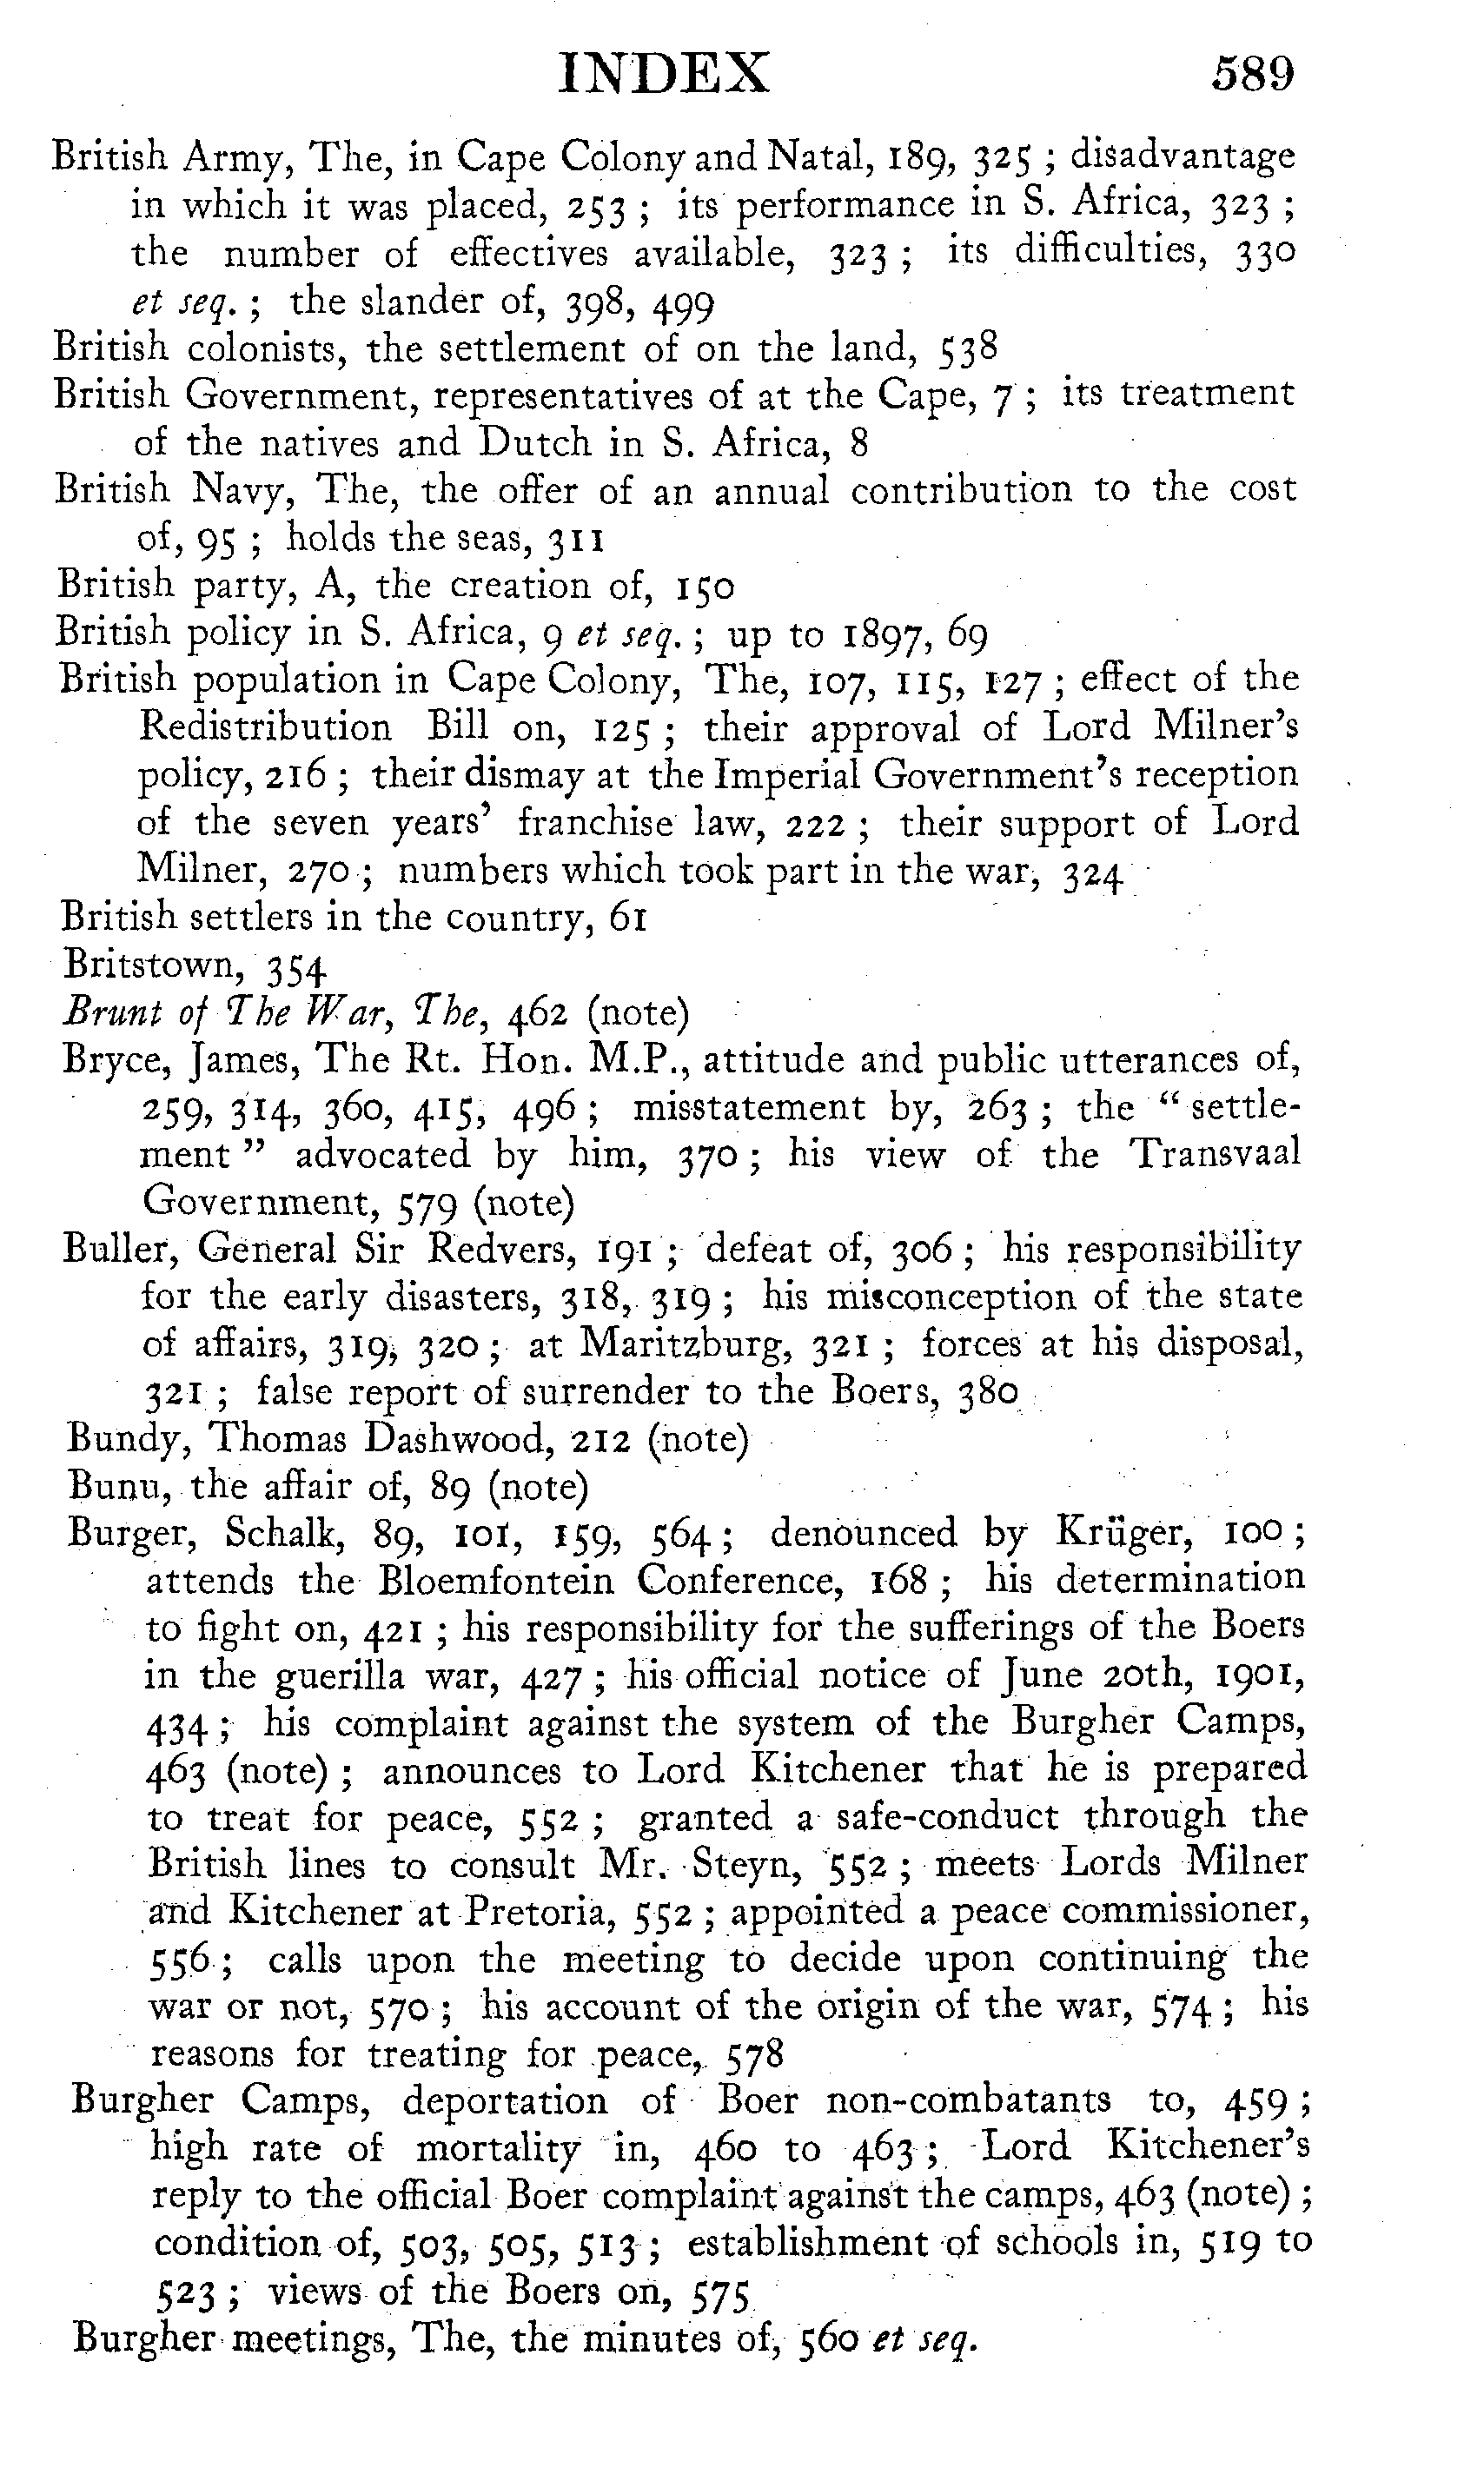 INDEX 589
British Army, The, in Cape Colony and Natal, 189, 325 ; disadvantage
in which it was placed, 253 ; its performance in S. Africa, 323 ;
the number of effectives available, 323 ; its difficulties, 330
et seq. ; the slander of, 398, 499
British colonists, the settlement of on the land, 538
British Government, representatives of at the Cape, 7 ; its treatment
of the natives and Dutch in S. Africa, 8
British Navy, The, the offer of an annual contribution to the cost
of, 95 ; holds the seas, 311
British party, A, the creation of, 150
British policy in S. Africa, 9 et seq. ; up to 1897, 69
British population in Cape Colony, The, 107, 115, 127 ; effect of the
Redistribution Bill on, 125 ; their approval of Lord Milner's
policy, 216 ; their dismay at the Imperial Government's reception
of the seven years' franchise law, 222 ; their support of Lord
Milner, 270 ; numbers which took part in the war, 324
British settlers in the country, 61
Britstown, 354
Brunt of The War, The, 462 (note)
Bryce, James, The Rt. Hon. M.P., attitude and public utterances of,
259, 314, 360, 415, 496 ; misstatement by, 263 ; the " settle-
ment " advocated by him, 370 ; his view of the Transvaal
Government, 579 (note)
Buller, General Sir Redvers, 191 ; defeat of, 306 ; his responsibility
for the early disasters, 318, 319 ; his misconception of the state
of affairs, 319, 320 ; at Maritzburg, 321 ; forces at his disposal,
321 ; false report of surrender to the Boers, 380
Bundy, Thomas Dashwood, 212 (note)
Bunu, the affair of, 89 (note)
Burger, Schalk, 89, 101, 159, 564 ; denounced by Krüger, 100 ;
attends the Bloemfontein Conference, 168 ; his determination
to fight on, 421 ; his responsibility for the sufferings of the Boers
in the guerilla war, 427 ; his official notice of June 20th, 1901,
434 ; his complaint against the system of the Burgher Camps,
463 (note) ; announces to Lord Kitchener that he is prepared
to treat for peace, 552 ; granted a safe-conduct through the
British lines to consult Mr. Steyn, 552 ; meets Lords Milner
and Kitchener at Pretoria, 552 ; appointed a peace commissioner,
556 ; calls upon the meeting to decide upon continuing the
war or not, 570 ; his account of the origin of the war, 574 ; his
reasons for treating for peace, 578
Burgher Camps, deportation of Boer non-combatants to, 459 ;
high rate of mortality in, 460 to 463 ; Lord Kitchener's
reply to the official Boer complaint against the camps, 463 (note) ;
condition of, 503, 505, 513 ; establishment of schools in, 519 to
523 ; views of the Boers on, 575
Burgher meetings, The, the minutes of, 560 et seq.